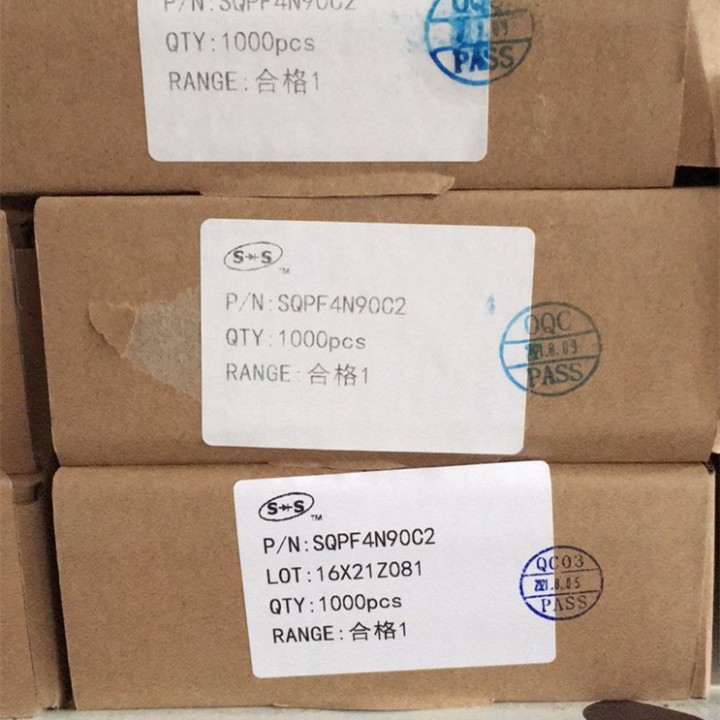 P/N:SQPF4N90C2
QTY:1000pcs
RANGE:合格1
PASS
S S
TM
P/N:SQPF4N90C2
QTY:1000pcs
RANGE:合格1
OQC
PASS
S S
TM
P/N:SQPF4N90C2
LOT:16X21Z081
QTY:1000pcs
RANGE:合格1
QC03
PASS